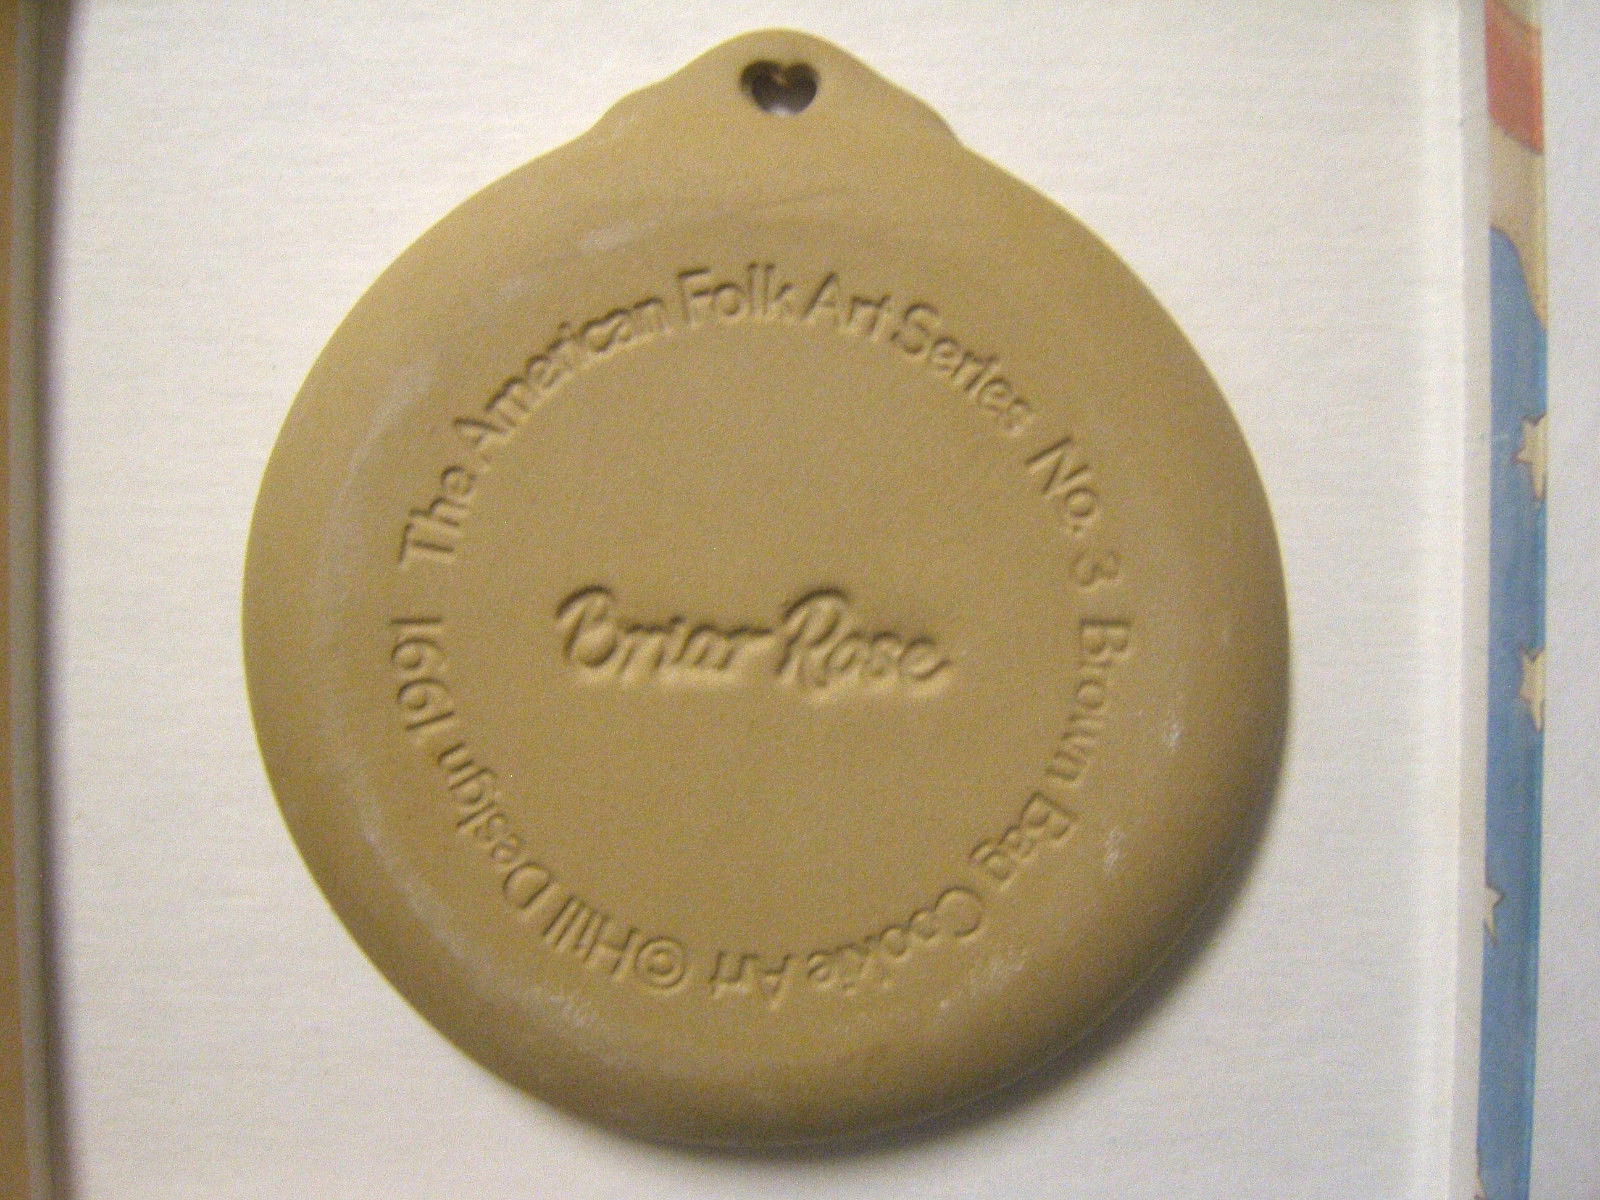 The American Folk Art Series No. 3 Brown Bag Cookie Art ©Hill Design 1991
Briar Rose